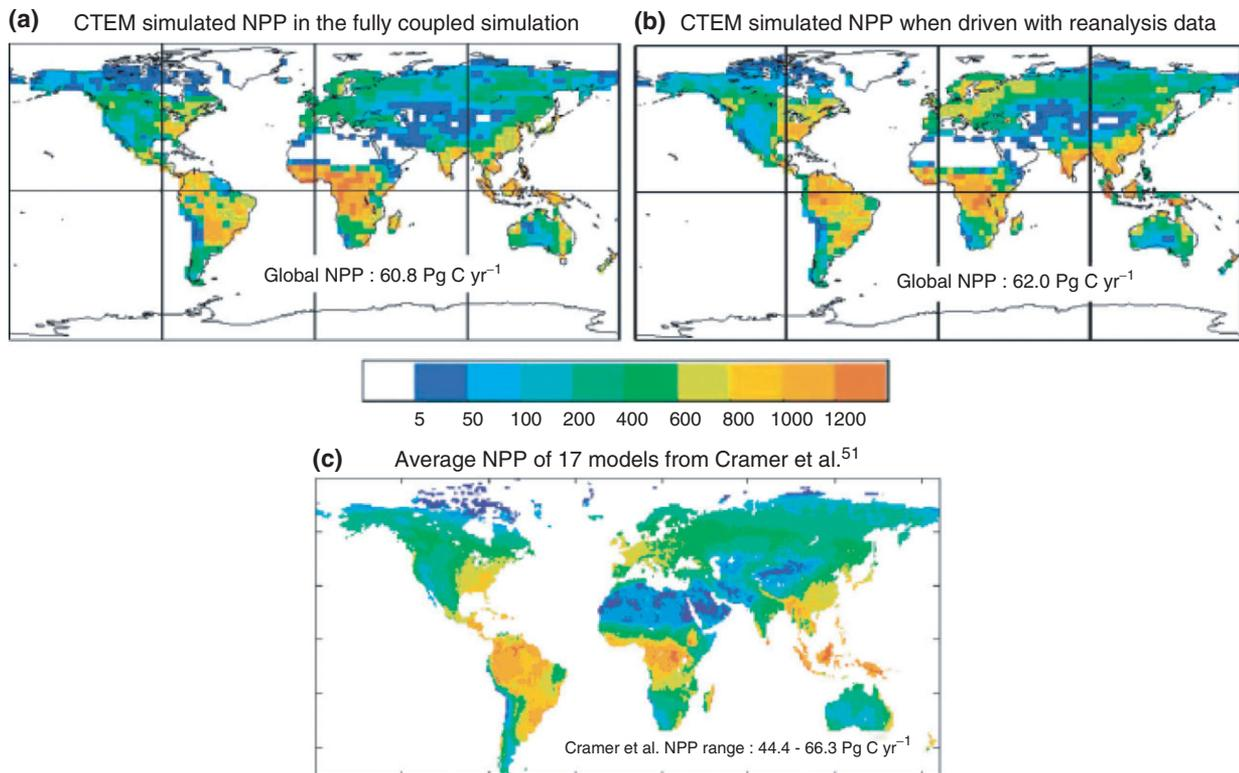 (a) CTEM simulated NPP in the fully coupled simulation
(b) CTEM simulated NPP when driven with reanalysis data
Global NPP : 60.8 Pg C yr⁻¹
Global NPP : 62.0 Pg C yr⁻¹
5 50 100 200 400 600 800 1000 1200
(c) Average NPP of 17 models from Cramer et al.⁵¹
Cramer et al. NPP range : 44.4 - 66.3 Pg C yr⁻¹